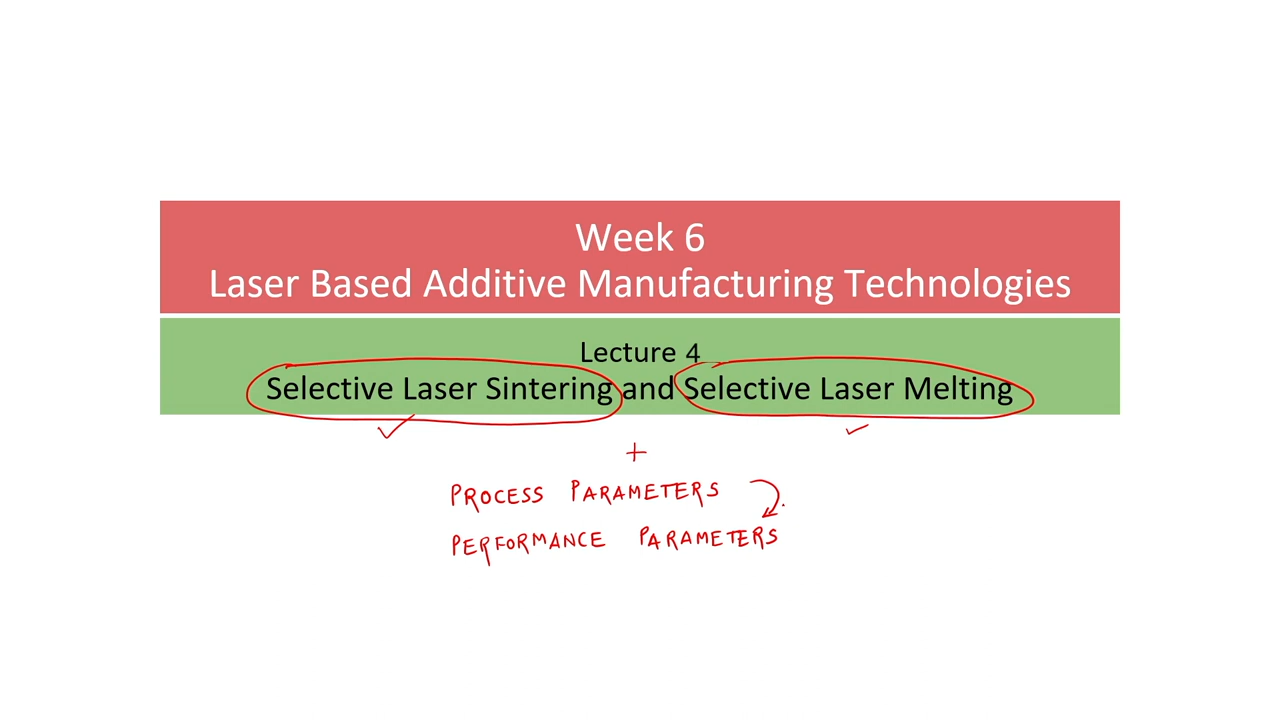 Week 6
Laser Based Additive Manufacturing Technologies
Lecture 4
Selective Laser Sintering and Selective Laser Melting
+
PROCESS PARAMETERS
PERFORMANCE PARAMETERS